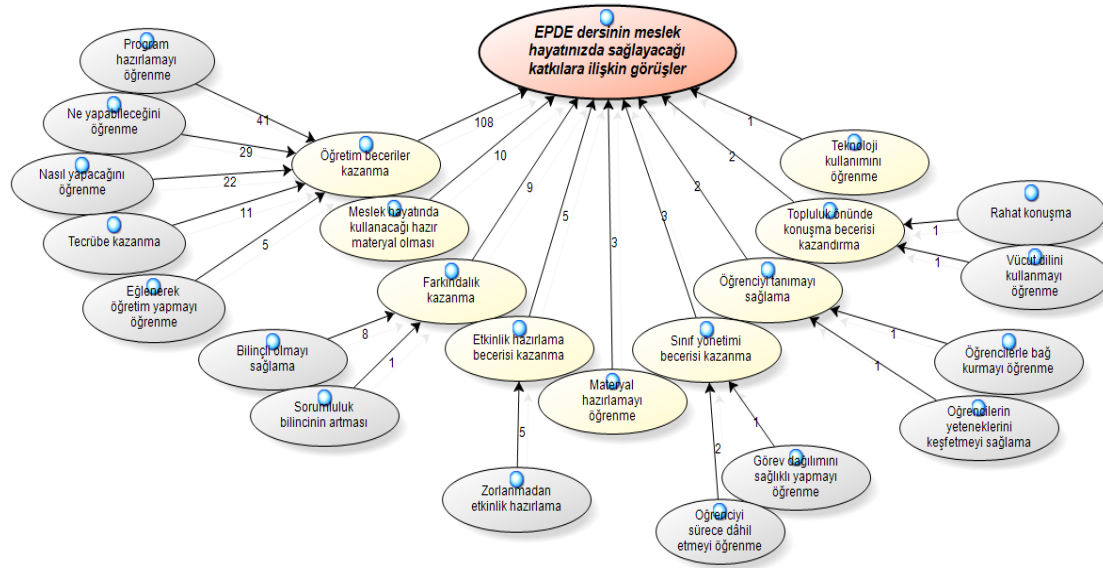 EPDE dersinin meslek
hayatınızda sağlayacağı
katkılara ilişkin görüşler
Program
hazırlamayı
öğrenme
Ne yapabileceğini
öğrenme
Nasıl yapacağını
öğrenme
Tecrübe kazanma
Eğlenerek
öğretim yapmayı
öğrenme
41
29
22
11
5
Öğretim beceriler
kazanma
108
Meslek hayatında
kullanacağı hazır
materyal olması
10
Farkındalık
kazanma
9
Bilinçli olmayı
sağlama
8
Sorumluluk
bilincinin artması
1
Etkinlik hazırlama
becerisi kazanma
5
Zorlanmadan
etkinlik hazırlama
5
Materyal
hazırlamayı
öğrenme
3
Sınıf yönetimi
becerisi kazanma
3
Öğrenciyi
sürece dâhil
etmeyi öğrenme
2
Görev dağılımını
sağlıklı yapmayı
öğrenme
1
Öğrenciyi tanımayı
sağlama
2
Öğrencilerle bağ
kurmayı öğrenme
1
Öğrencilerin
yeteneklerini
keşfetmeyi sağlama
1
Topluluk önünde
konuşma becerisi
kazandırma
2
Rahat konuşma
1
Vücut dilini
kullanmayı
öğrenme
1
Teknoloji
kullanımını
öğrenme
1